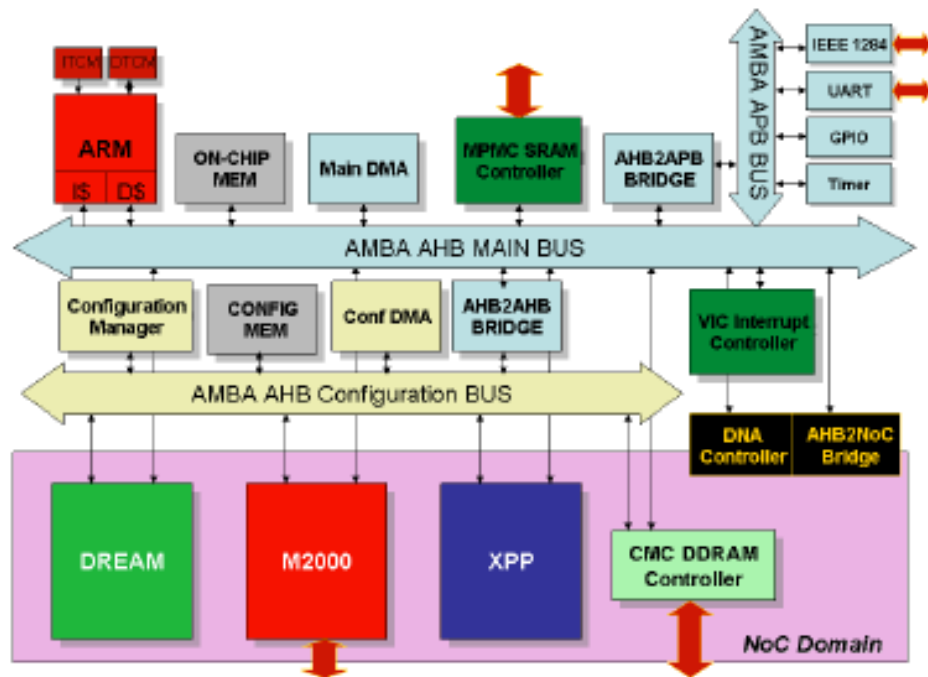 ITCM
DTCM
ARM
I$
D$
ON-CHIP
MEM
Main DMA
MPMC SRAM
Controller
AHB2APB
BRIDGE
AMBA APB BUS
IEEE 1284
UART
GPIO
Timer
AMBA AHB MAIN BUS
Configuration
Manager
CONFIG
MEM
Conf DMA
AHB2AHB
BRIDGE
VIC Interrupt
Controller
AMBA AHB Configuration BUS
DNA
Controller
AHB2NoC
Bridge
DREAM
M2000
XPP
CMC DDRAM
Controller
NoC Domain